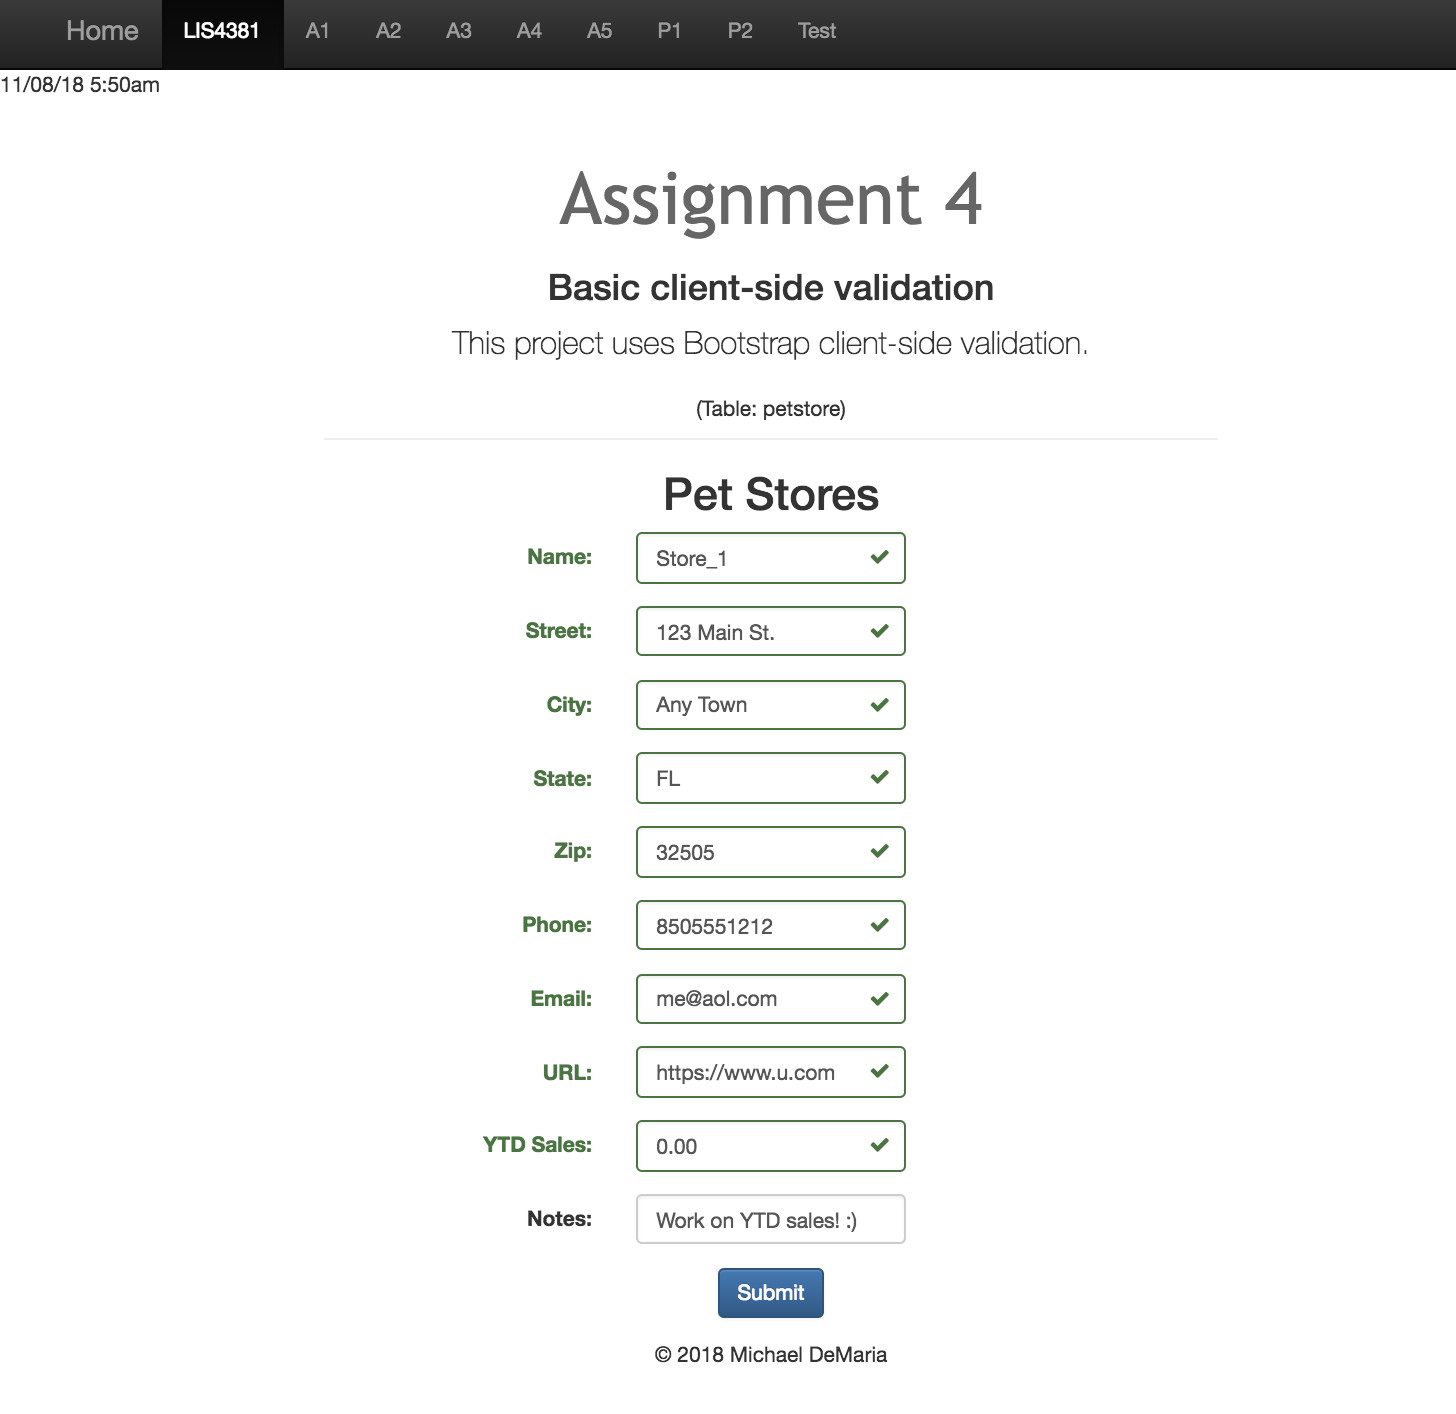 Home LIS4381 A1 A2 A3 A4 A5 P1 P2 Test
11/08/18 5:50am
Assignment 4
Basic client-side validation
This project uses Bootstrap client-side validation.
(Table: petstore)
Pet Stores
Name: Store_1
Street: 123 Main St.
City: Any Town
State: FL
Zip: 32505
Phone: 8505551212
Email: me@aol.com
URL: https://www.u.com
YTD Sales: 0.00
Notes: Work on YTD sales! :)
Submit
© 2018 Michael DeMaria